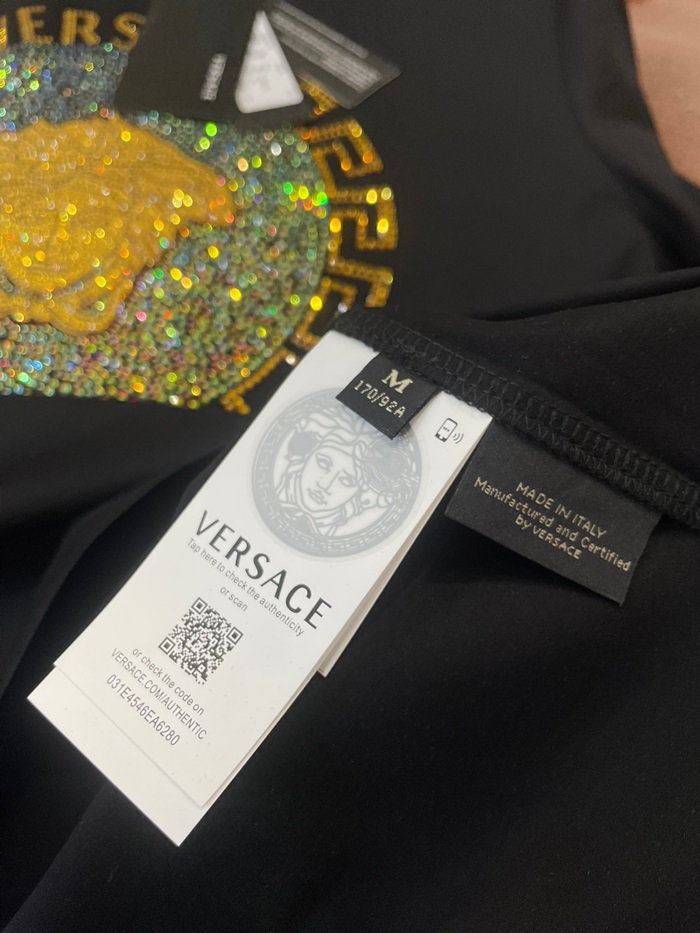 VERS
M
170/92A
VERSACE
Tap here to check the authenticity
or scan
or check the code on
VERSACE.COM/AUTHENTIC
031E4546EA6280
MADE IN ITALY
Manufactured and Certified
by VERSACE